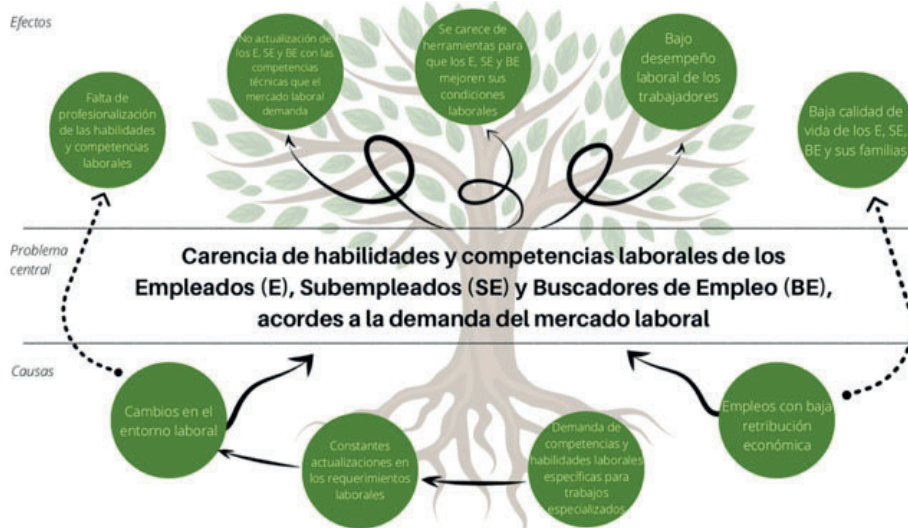 Efectos
Falta de
profesionalización
de las habilidades
y competencias
laborales
No actualización de
los E, SE y BE con las
competencias
técnicas que el
mercado laboral
demanda
Se carece de
herramientas para
que los E, SE y BE
mejoren sus
condiciones
laborales
Bajo
desempeño
laboral de los
trabajadores
Baja calidad de
vida de los E, SE,
BE y sus familias
Problema
central
Carencia de habilidades y competencias laborales de los
Empleados (E), Subempleados (SE) y Buscadores de Empleo (BE),
acordes a la demanda del mercado laboral
Causas
Cambios en el
entorno laboral
Constantes
actualizaciones en
los requerimientos
laborales
Demanda de
competencias y
habilidades laborales
específicas para
trabajos
especializados
Empleos con baja
retribución
económica